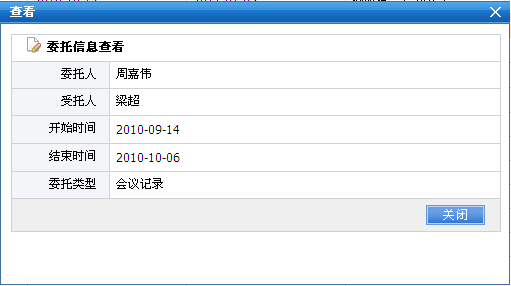 查看
委托信息查看
委托人 周嘉伟
受托人 梁超
开始时间 2010-09-14
结束时间 2010-10-06
委托类型 会议记录
关闭